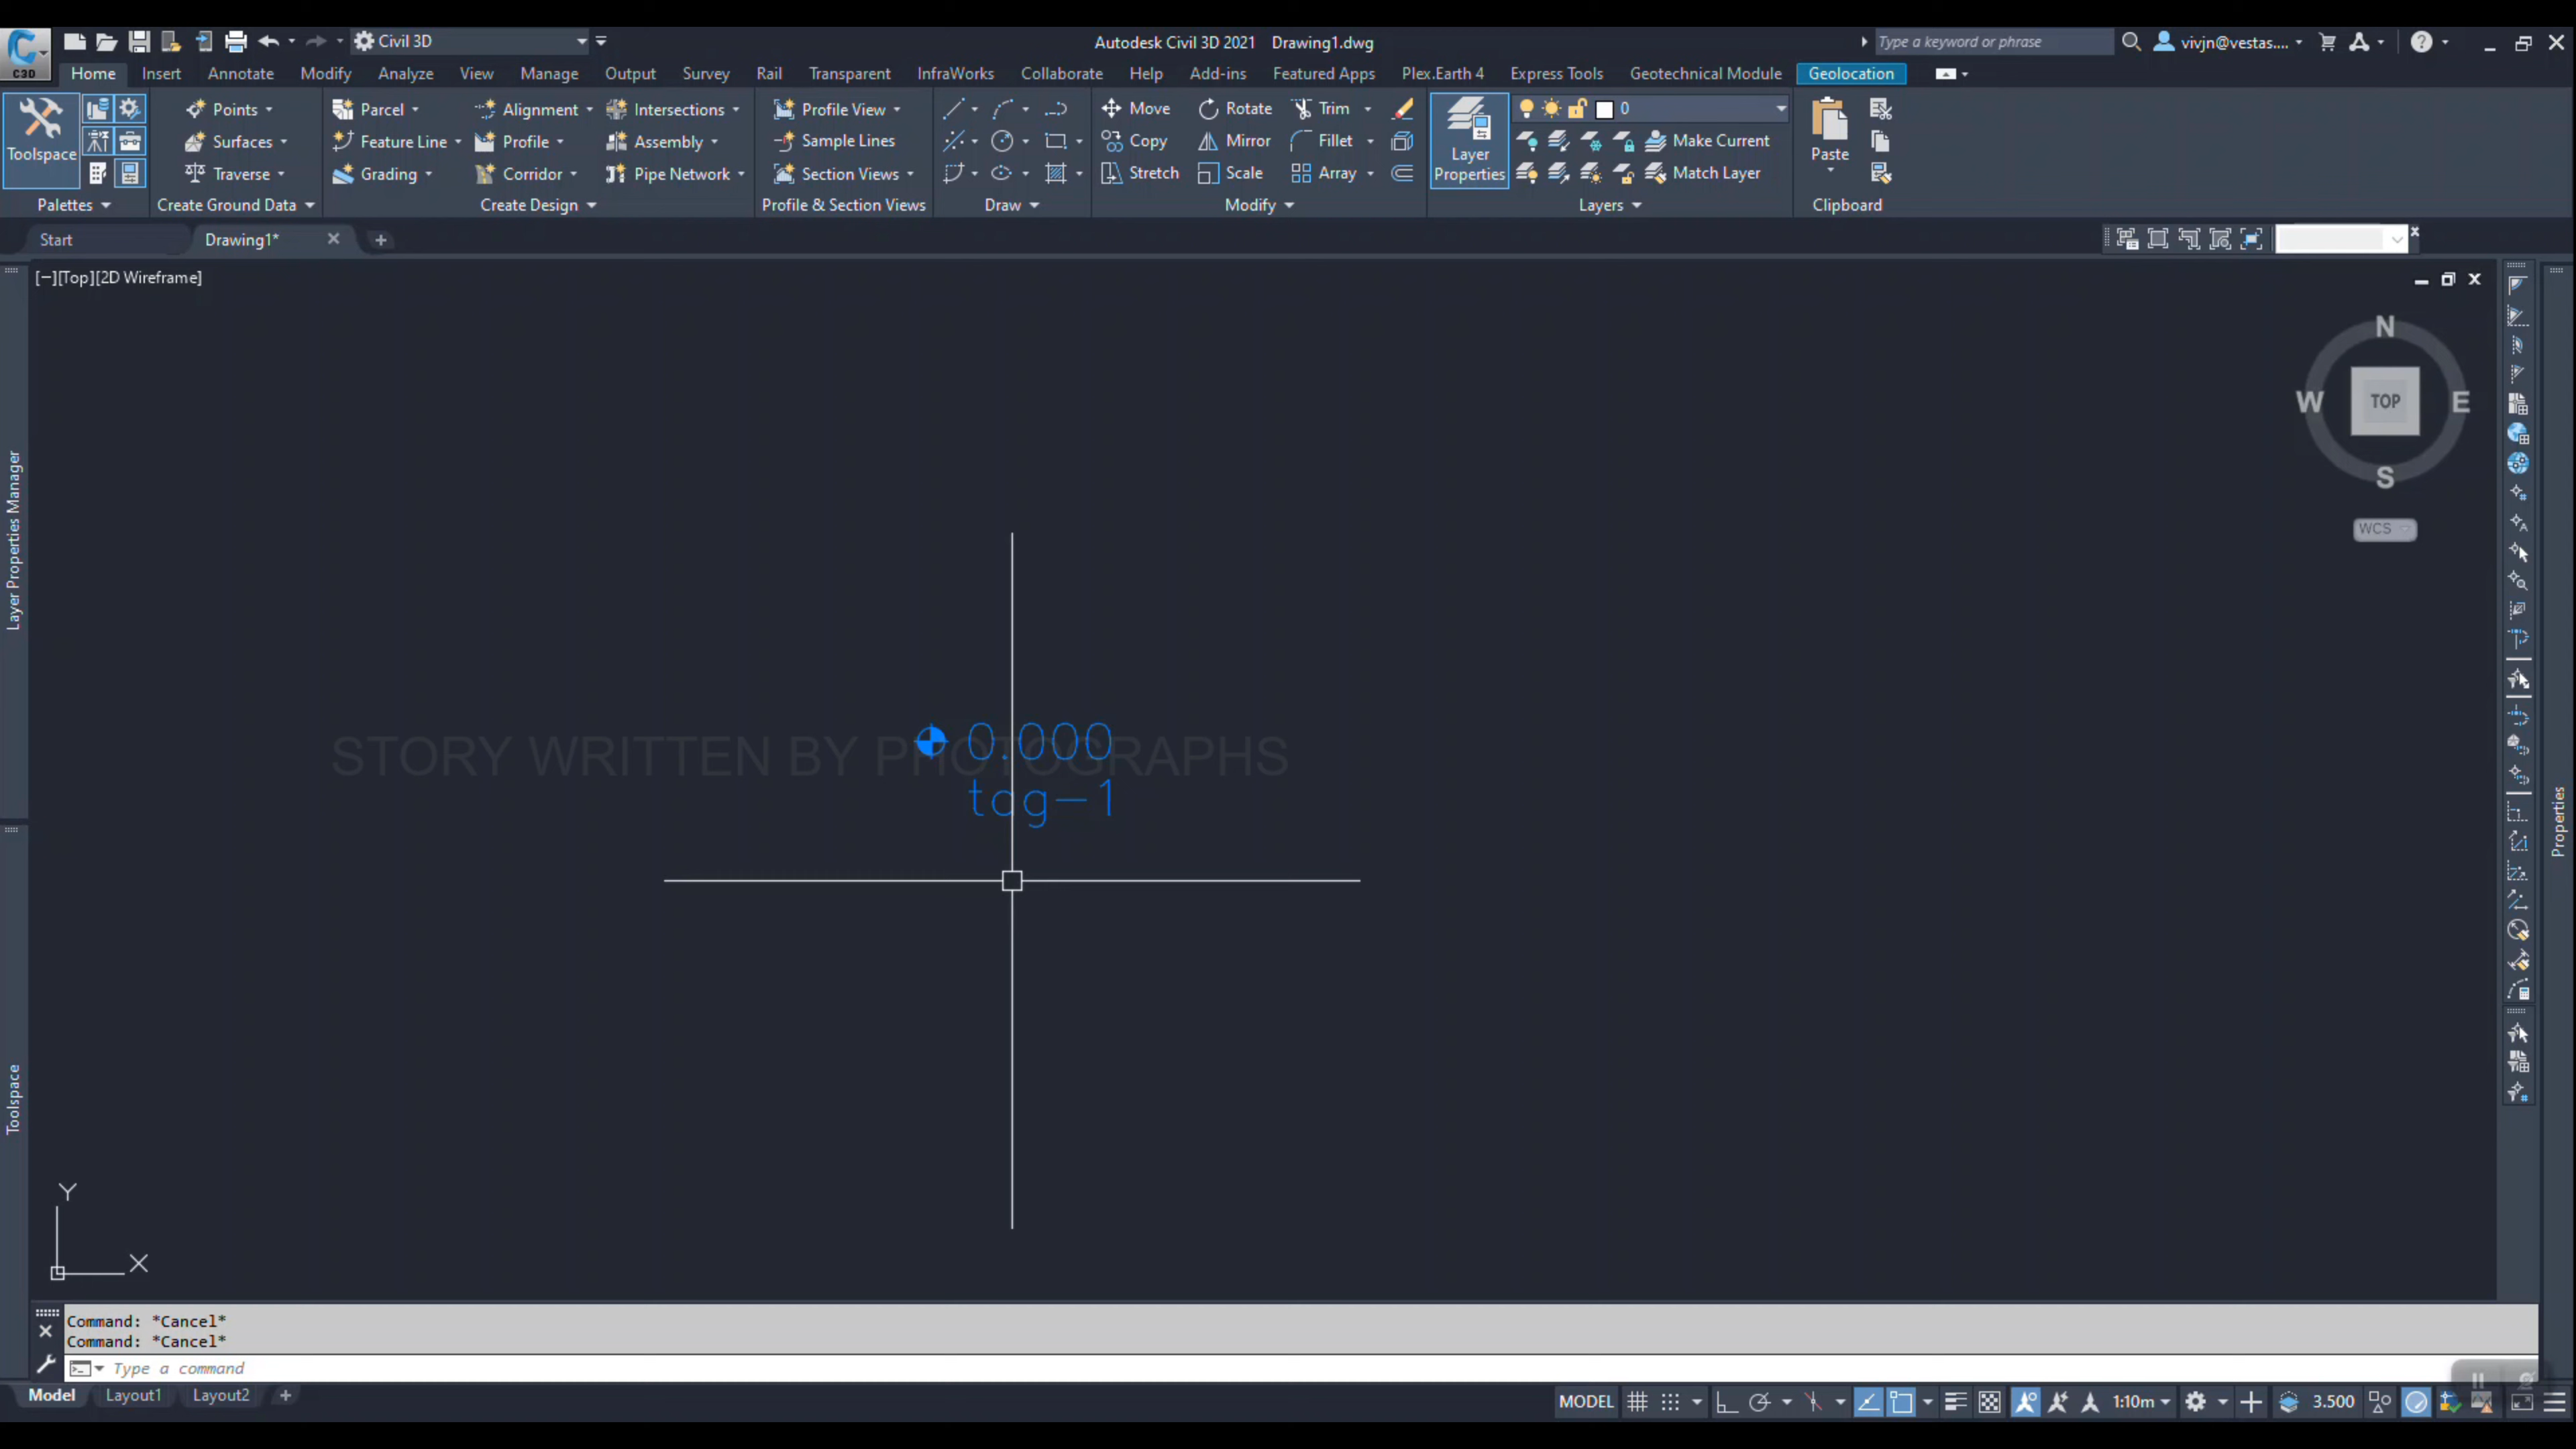 C3D
Civil 3D
Autodesk Civil 3D 2021 Drawing1.dwg
Type a keyword or phrase
vivjn@vestas....
Home Insert Annotate Modify Analyze View Manage Output Survey Rail Transparent InfraWorks Collaborate Help Add-ins Featured Apps Plex.Earth 4 Express Tools Geotechnical Module Geolocation
Toolspace
Points
Surfaces
Traverse
Parcel
Feature Line
Grading
Alignment
Profile
Corridor
Intersections
Assembly
Pipe Network
Profile View
Sample Lines
Section Views
Move
Copy
Stretch
Rotate
Mirror
Scale
Trim
Fillet
Array
Layer
Properties
0
Make Current
Match Layer
Paste
Palettes
Create Ground Data
Create Design
Profile & Section Views
Draw
Modify
Layers
Clipboard
Start
Drawing1*
[−][Top][2D Wireframe]
Layer Properties Manager
Toolspace
Properties
N
W TOP E
S
WCS
STORY WRITTEN BY PHOTOGRAPHS
0.000
tag-1
Y
X
Command: *Cancel*
Command: *Cancel*
Type a command
Model Layout1 Layout2
MODEL
1:10m
3.500